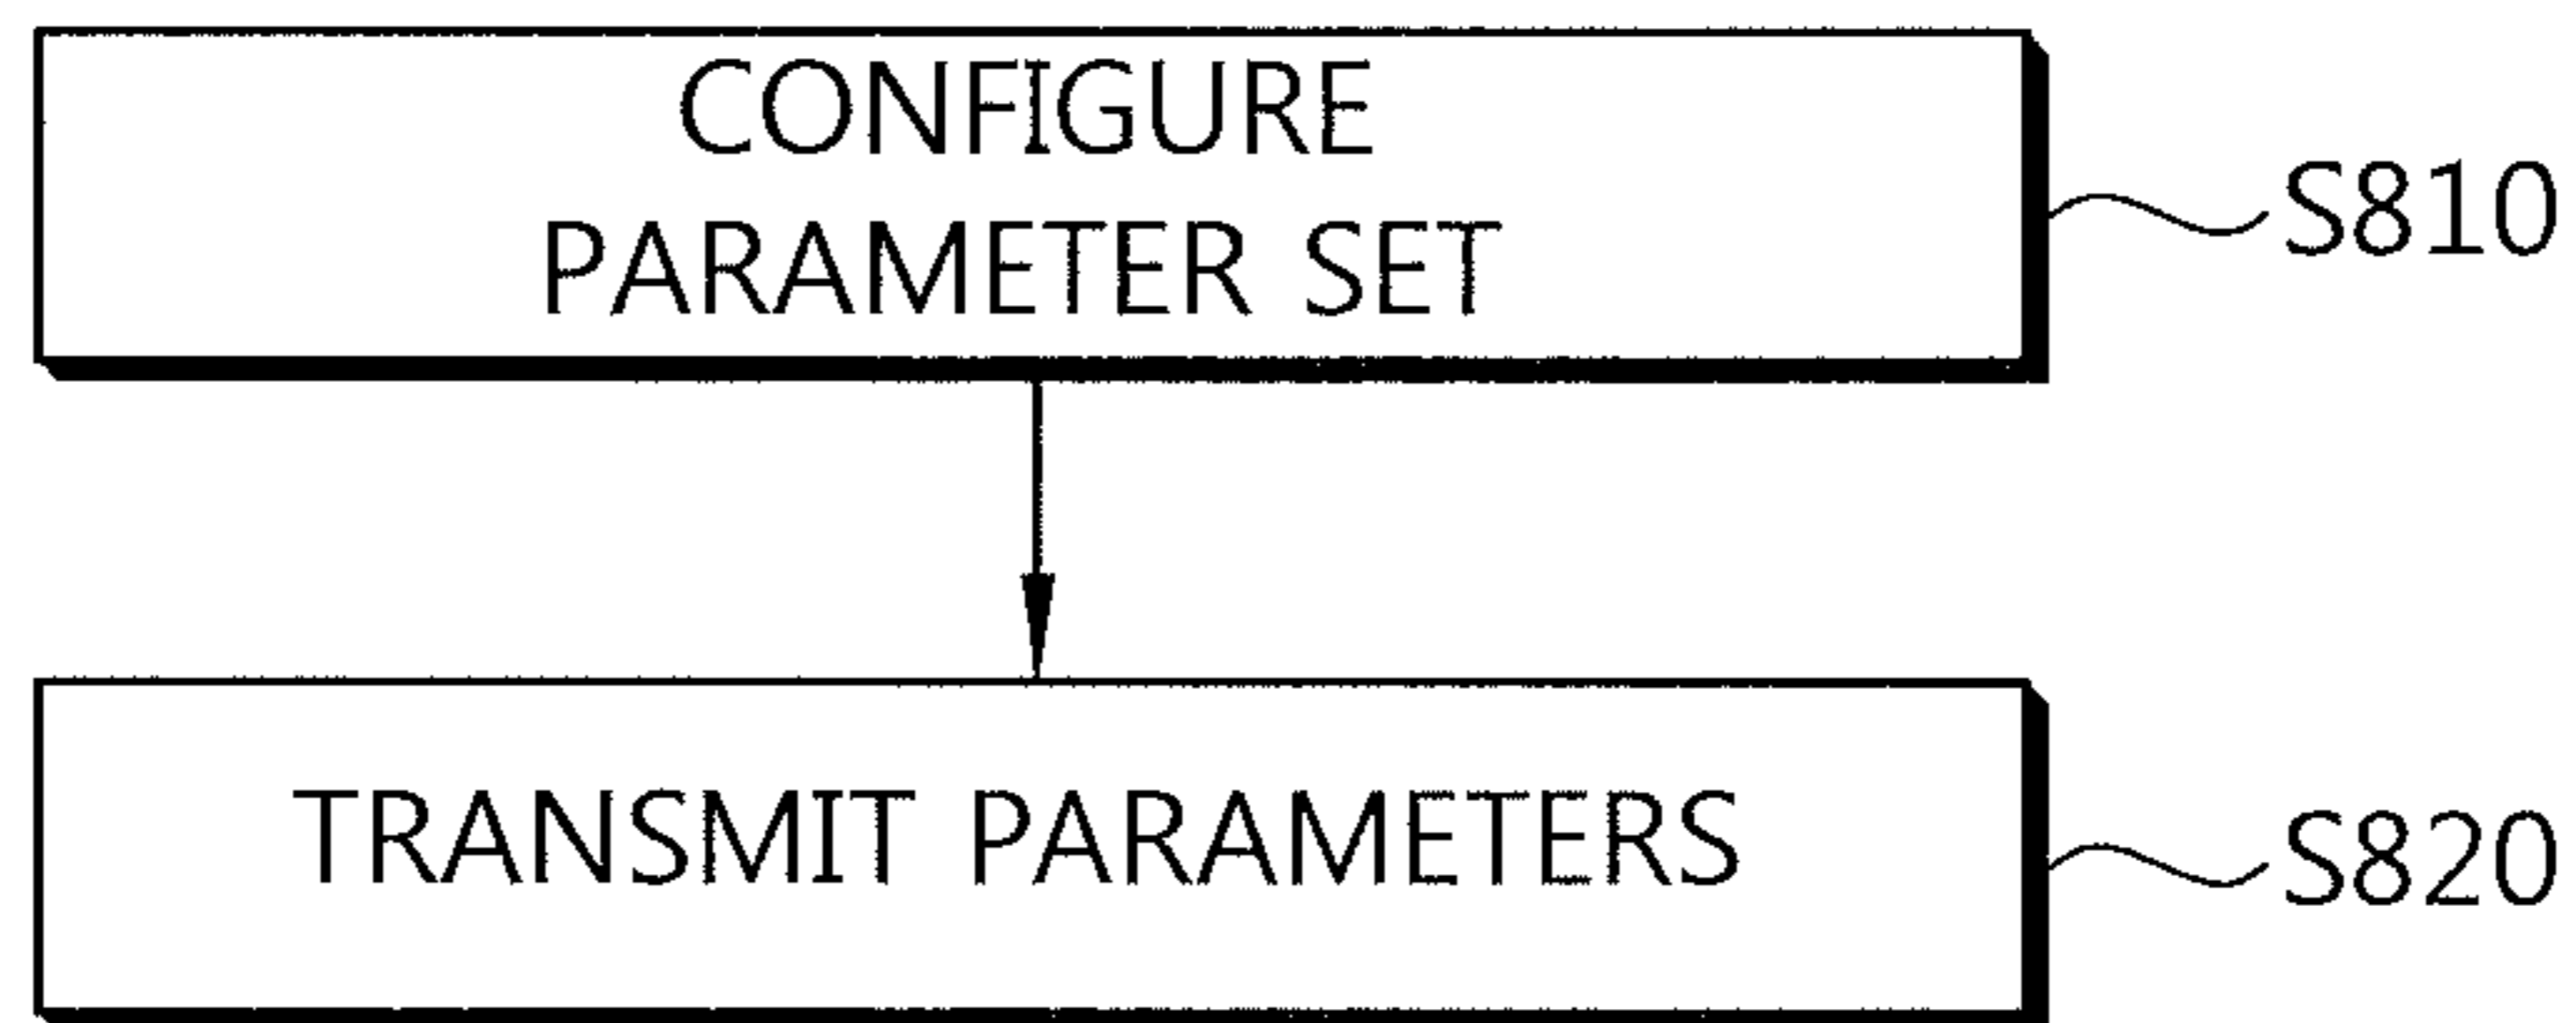 CONFIGURE
PARAMETER SET
S810
TRANSMIT PARAMETERS
S820